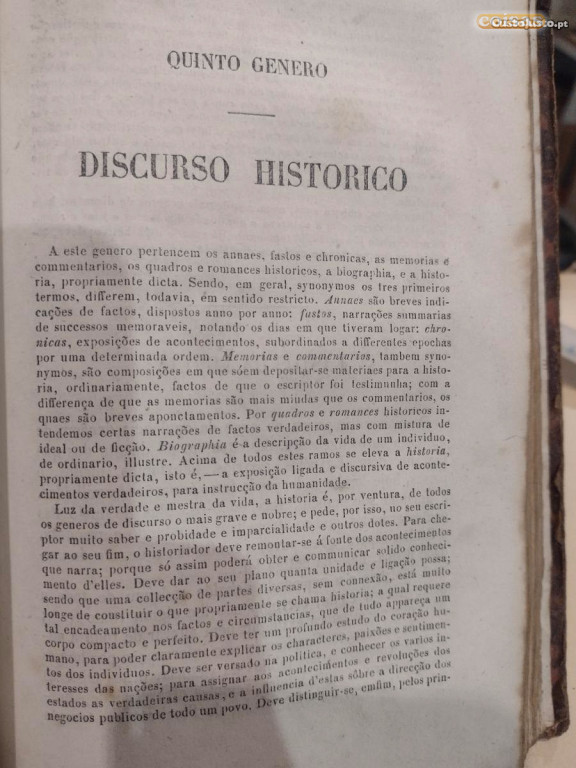 CustoJusto.pt
QUINTO GENERO
DISCURSO HISTORICO
A este genero pertencem os annaes, fastos e chronicas, as memorias e
commentarios, os quadros e romances historicos, a biographia, e a histo-
ria, propriamente dicta. Sendo, em geral, synonymos os tres primeiros
termos, differem, todavia, em sentido restricto. Annaes são breves indi-
cações de factos, dispostos anno por anno: fastos, narrações summarias
de successos memoraveis, notando os dias em que tiveram logar: chro-
nicas, exposições de acontecimentos, subordinados a differentes epochas
por uma determinada ordem. Memorias e commentarios, tambem syno-
nymos, são composições em que sóem depositar-se materiaes para a histo-
ria, ordinariamente, factos de que o escriptor foi testimunha; com a
differença de que as memorias são mais miudas que os commentarios, os
quaes são breves aponctamentos. Por quadros e romances historicos in-
tendemos certas narrações de factos verdadeiros, mas com mistura de
ideal ou de ficção. Biographia é a descripção da vida de um individuo,
de ordinario, illustre. Acima de todos estes ramos se eleva a historia,
propriamente dicta, isto é,—a exposição ligada e discursiva de aconte-
cimentos verdadeiros, para instrucção da humanidade.
Luz da verdade e mestra da vida, a historia é, por ventura, de todos
os generos de discurso o mais grave e nobre; e pede, por isso, no seu escri-
ptor muito saber e probidade e imparcialidade e outros dotes. Para che-
gar ao seu fim, o historiador deve remontar-se á fonte dos acontecimentos
que narra; porque só assim poderá obter e communicar solido conheci-
mento d'elles. Deve dar ao seu plano quanta unidade e ligação possa;
sendo que uma collecção de partes diversas, sem connexão, está muito
longe de constituir o que propriamente se chama historia; a qual requere
tal encadeamento nos factos e circumstancias, que de tudo appareça um
corpo compacto e perfeito. Deve ter um profundo estudo do coração hu-
mano, para poder claramente explicar os characteres, paixões e sentimen-
tos dos individuos. Deve ser versado na politica, e conhecer os varios in-
teresses das nações; para assignar aos acontecimentos e revoluções dos
estados as verdadeiras causas, e a influencia d'estas sôbre a direcção dos
negocios publicos de todo um povo. Deve distinguir-se, emfim, pelos prin-